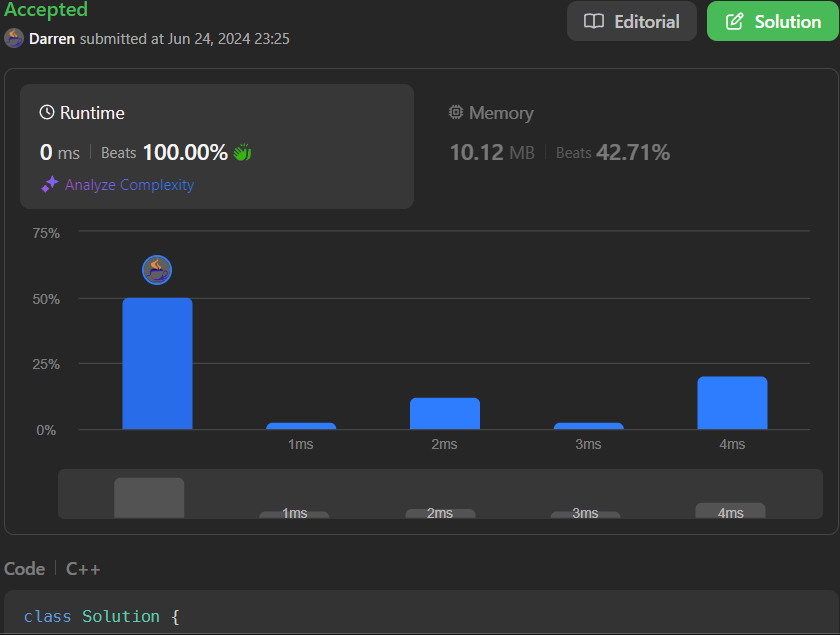 Accepted
Editorial
Solution
Darren submitted at Jun 24, 2024 23:25
Runtime
0 ms | Beats 100.00%
Analyze Complexity
Memory
10.12 MB | Beats 42.71%
75%
50%
25%
0%
1ms 2ms 3ms 4ms
1ms 2ms 3ms 4ms
Code | C++
class Solution {